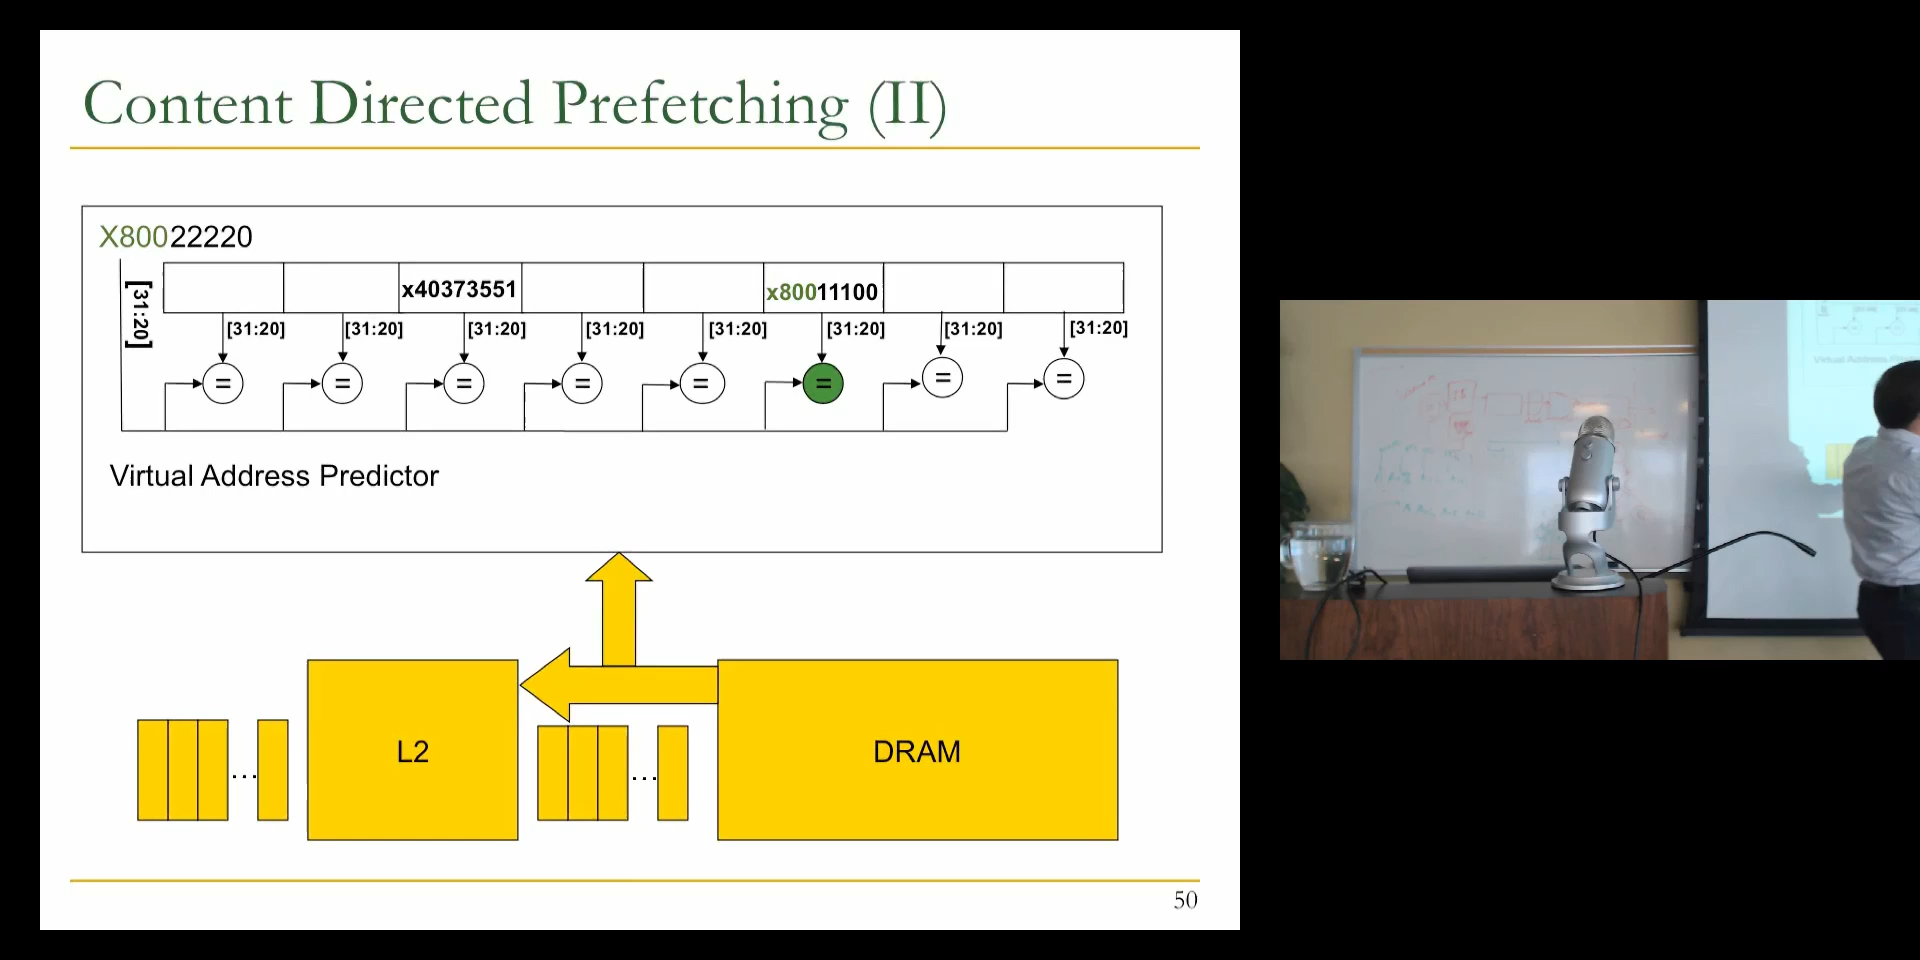 Content Directed Prefetching (II)
X80022220
[31:20]
x40373551
x80011100
[31:20] [31:20] [31:20] [31:20] [31:20] [31:20] [31:20] [31:20]
= = = = = = = =
Virtual Address Predictor
L2
...
...
DRAM
50